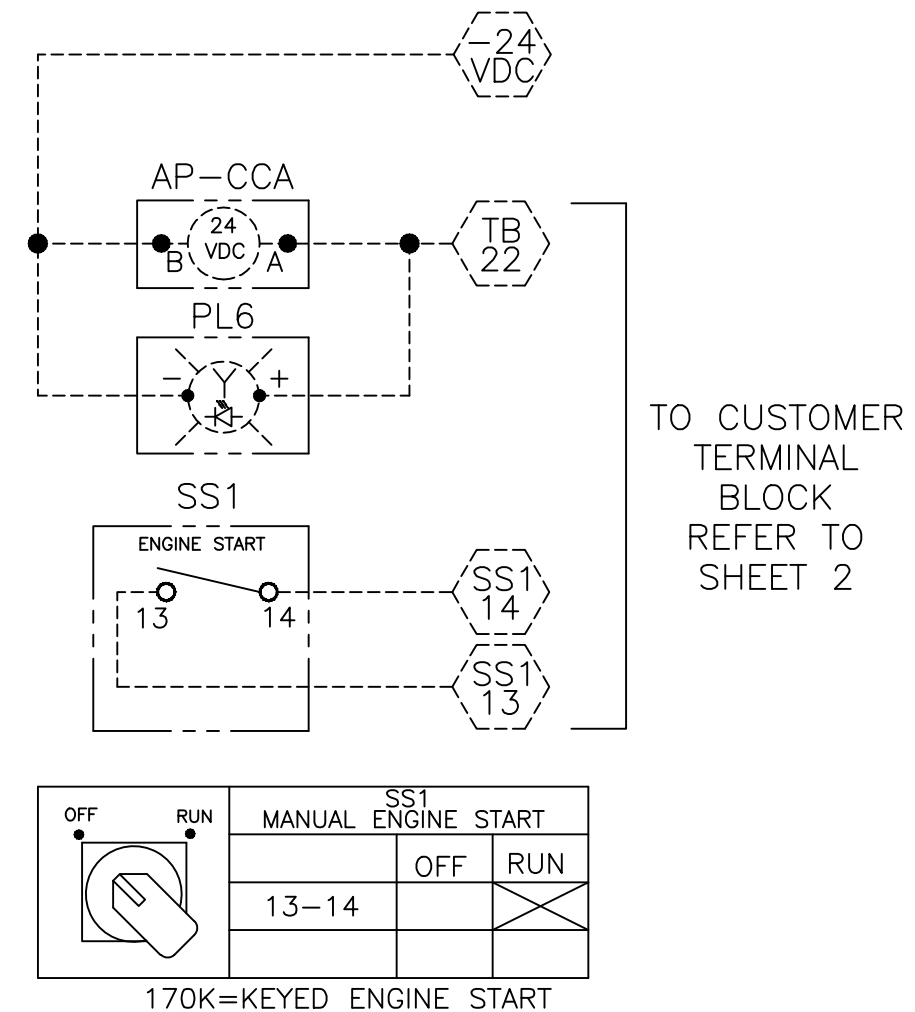 -24
VDC
AP-CCA
24
VDC
B
A
TB
22
PL6
-
+
Y
TO CUSTOMER
TERMINAL
BLOCK
REFER TO
SHEET 2
SS1
ENGINE START
13
14
SS1
14
SS1
13
OFF
RUN
SS1
MANUAL ENGINE START
OFF RUN
13-14
170K=KEYED ENGINE START